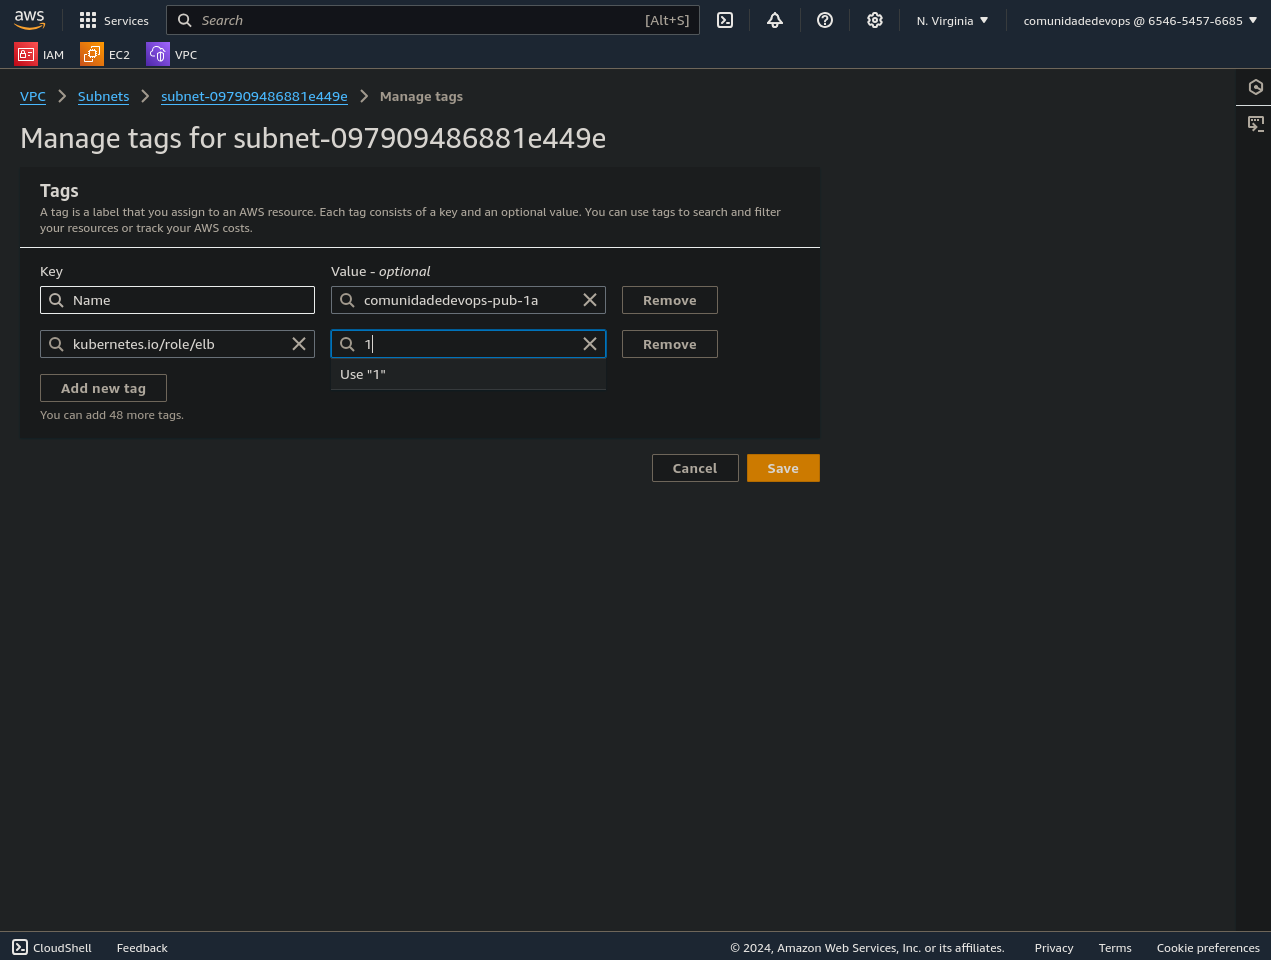 aws
Services
Search
[Alt+S]
N. Virginia
comunidadedevops @ 6546-5457-6685
IAM
EC2
VPC
VPC
Subnets
subnet-097909486881e449e
Manage tags
Manage tags for subnet-097909486881e449e
Tags
A tag is a label that you assign to an AWS resource. Each tag consists of a key and an optional value. You can use tags to search and filter
your resources or track your AWS costs.
Key
Value - optional
Name
comunidadedevops-pub-1a
Remove
kubernetes.io/role/elb
1
Remove
Use "1"
Add new tag
You can add 48 more tags.
Cancel
Save
CloudShell
Feedback
© 2024, Amazon Web Services, Inc. or its affiliates.
Privacy
Terms
Cookie preferences